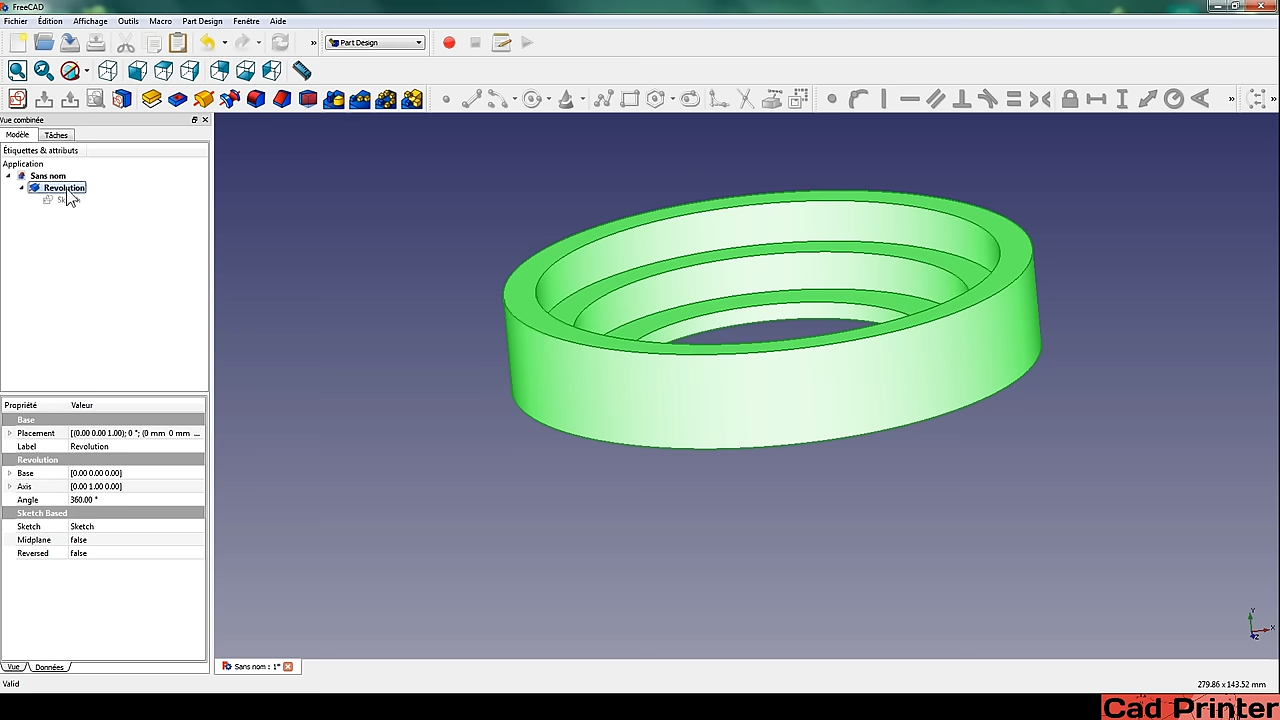 FreeCAD
Fichier Édition Affichage Outils Macro Part Design Fenêtre Aide
» Part Design
» »
Vue combinée
Modèle Tâches
Étiquettes & attributs
Application
Sans nom
Revolution
Propriété Valeur
Base
Placement [(0.00 0.00 1.00); 0 °; (0 mm 0 mm ...
Label Revolution
Revolution
Base [0.00 0.00 0.00]
Axis [0.00 1.00 0.00]
Angle 360.00 °
Sketch Based
Sketch Sketch
Midplane false
Reversed false
Y
X
Z
Vue Données
Sans nom : 1*
Valid 279.86 x 143.52 mm
Cad Printer